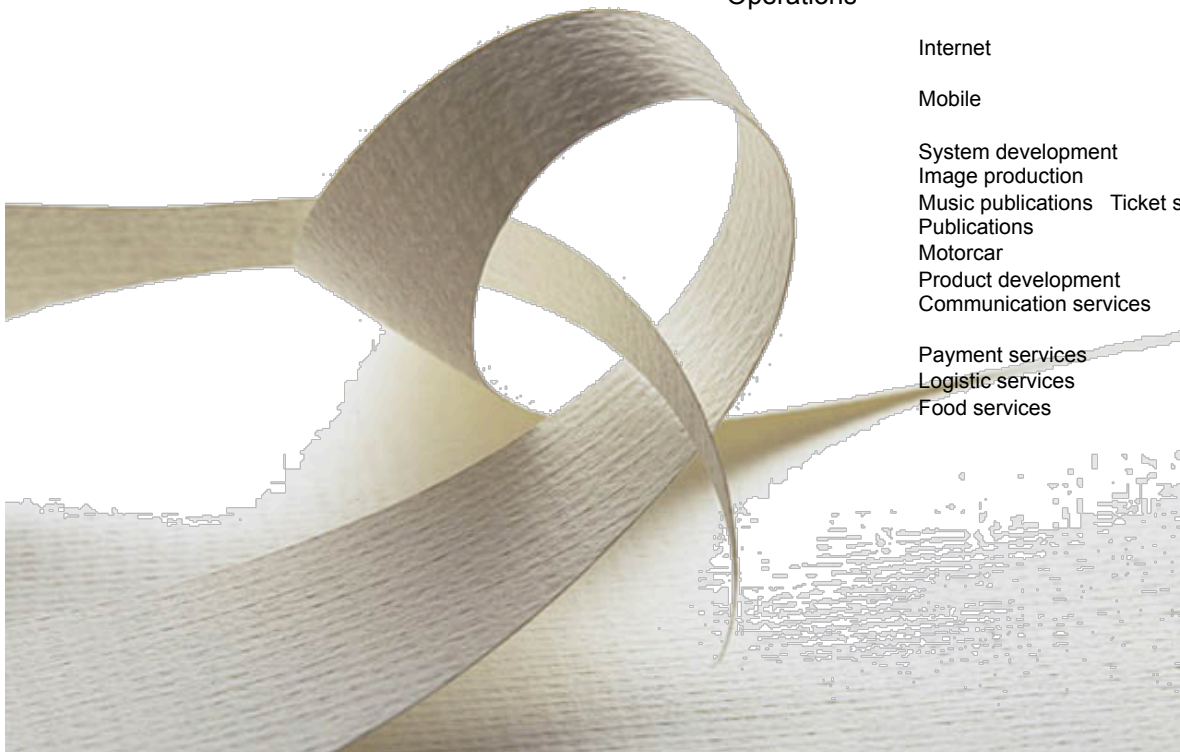 Internet
Mobile
System development
Image production
Music publications Ticket
Publications
Motorcar
Product development
Communication services
Payment services
Logistic services
Food services